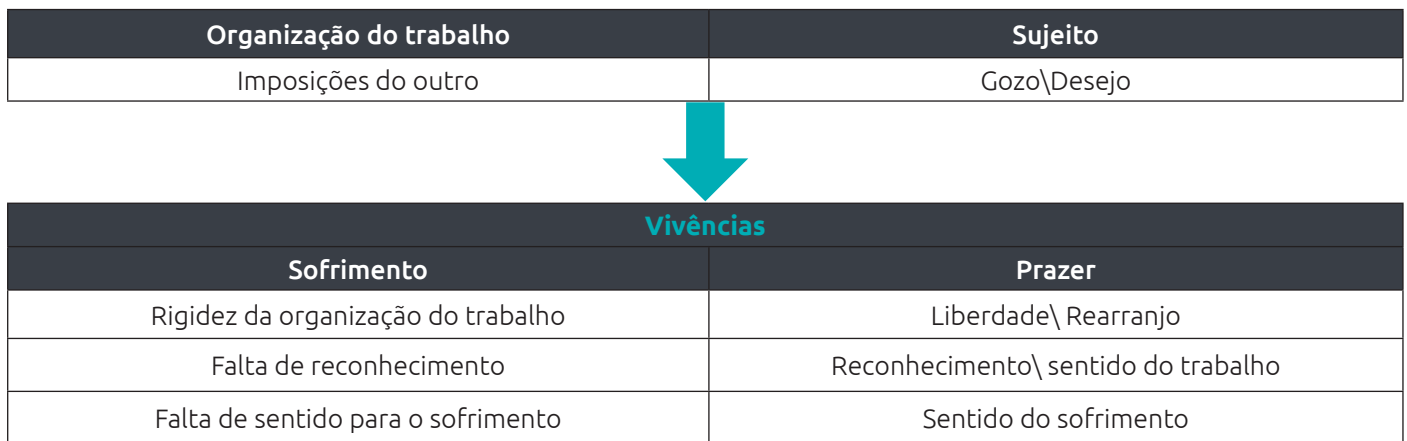 Organização do trabalho Sujeito
Imposições do outro Gozo\Desejo
Vivências
Sofrimento Prazer
Rigidez da organização do trabalho Liberdade\ Rearranjo
Falta de reconhecimento Reconhecimento\ sentido do trabalho
Falta de sentido para o sofrimento Sentido do sofrimento